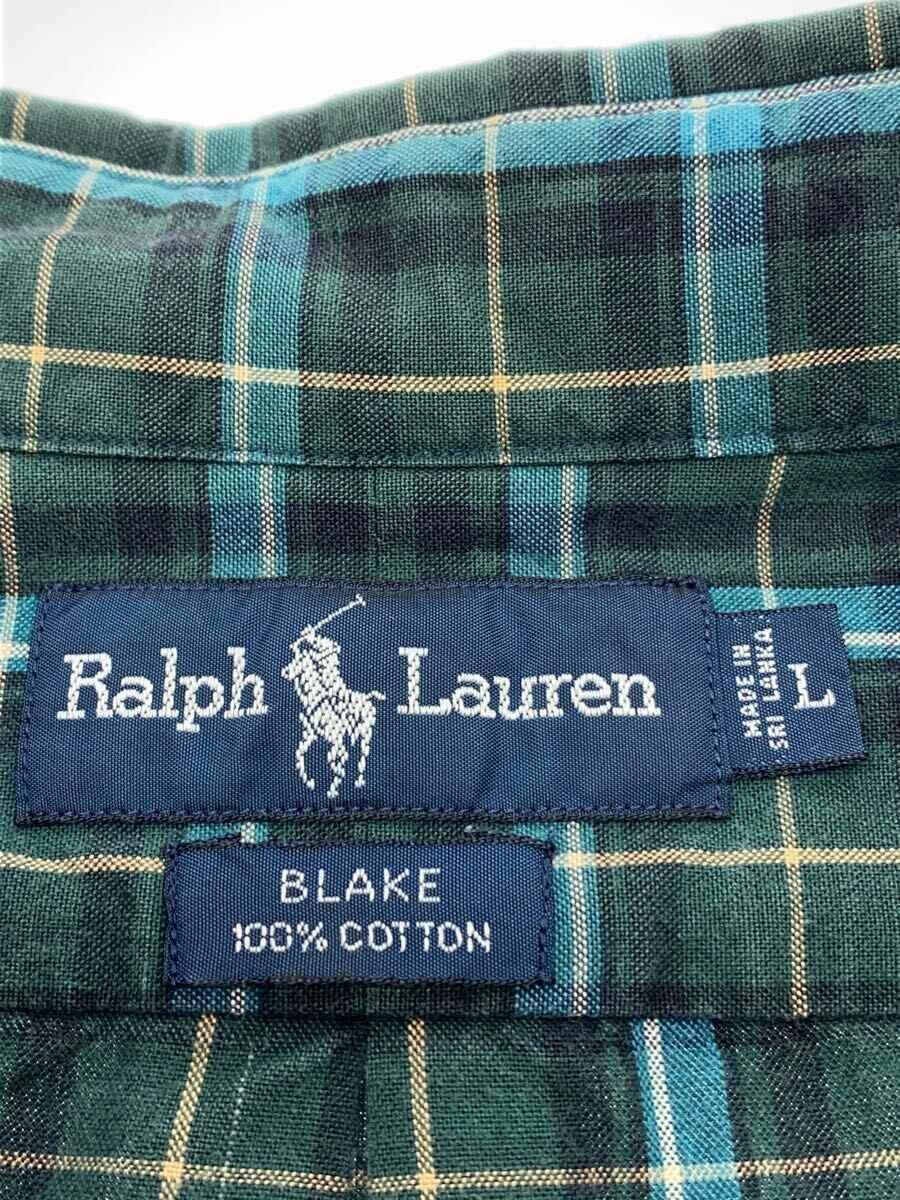 Ralph Lauren
MADE IN
SRI LANKA
L
BLAKE
100% COTTON